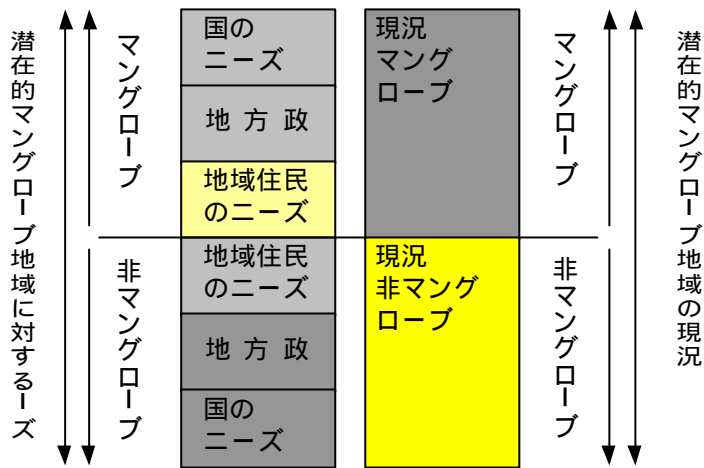 潜在的マングローブ地域に対するーズ
マングローブ
非マングローブ
国の
ニーズ
地 方 政
地域住民
のニーズ
地域住民
のニーズ
地 方 政
国の
ニーズ
現況
マング
ローブ
現況
非マング
ローブ
マングローブ
非マングローブ
潜在的マングローブ地域の現況